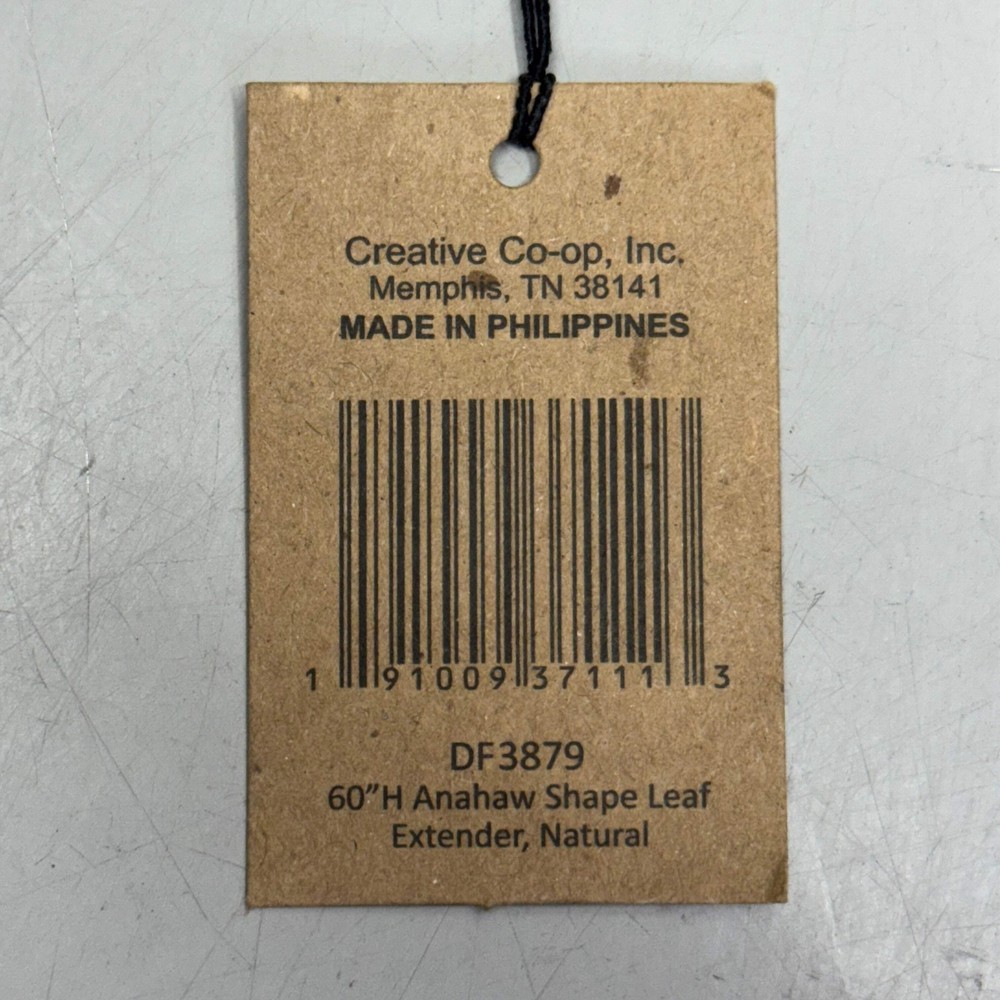 Creative Co-op, Inc.
Memphis, TN 38141
MADE IN PHILIPPINES
1 91009 37111 3
DF3879
60”H Anahaw Shape Leaf
Extender, Natural